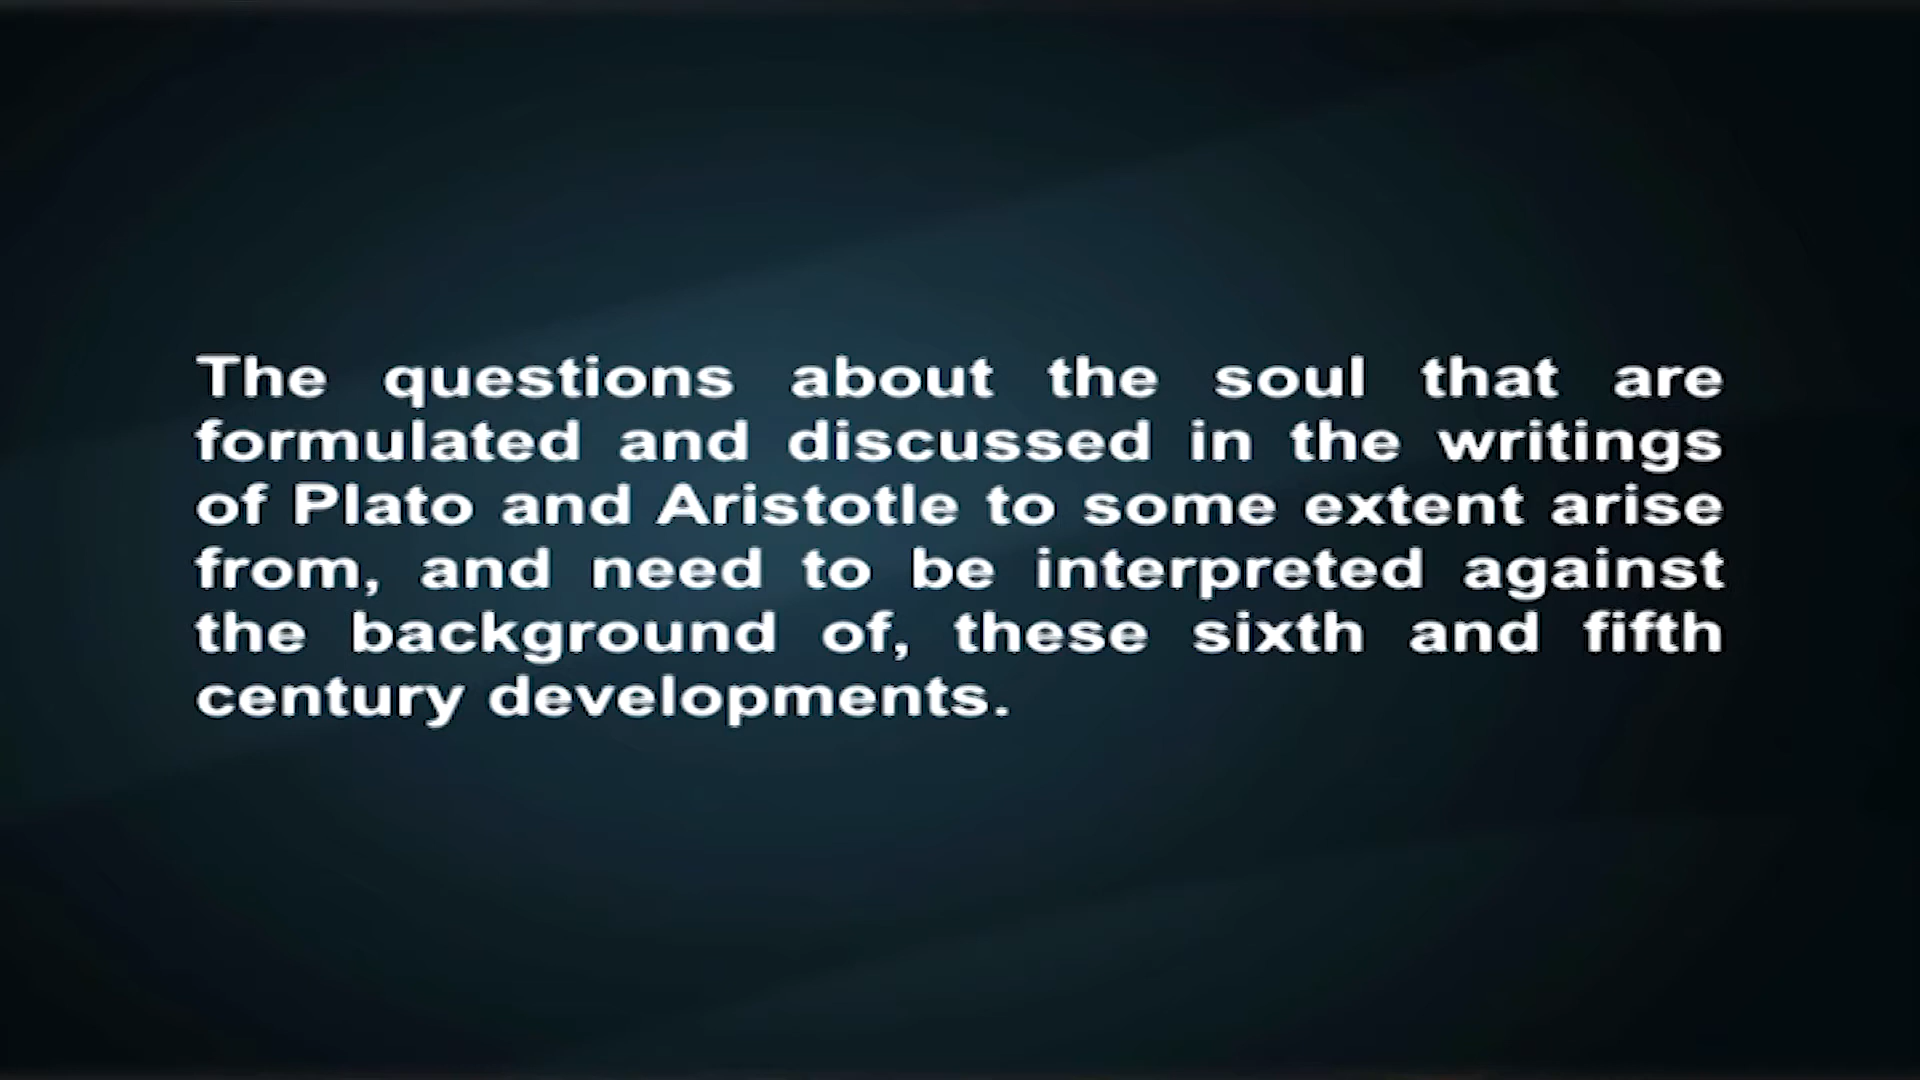 The questions about the soul that are
formulated and discussed in the writings
of Plato and Aristotle to some extent arise
from, and need to be interpreted against
the background of, these sixth and fifth
century developments.